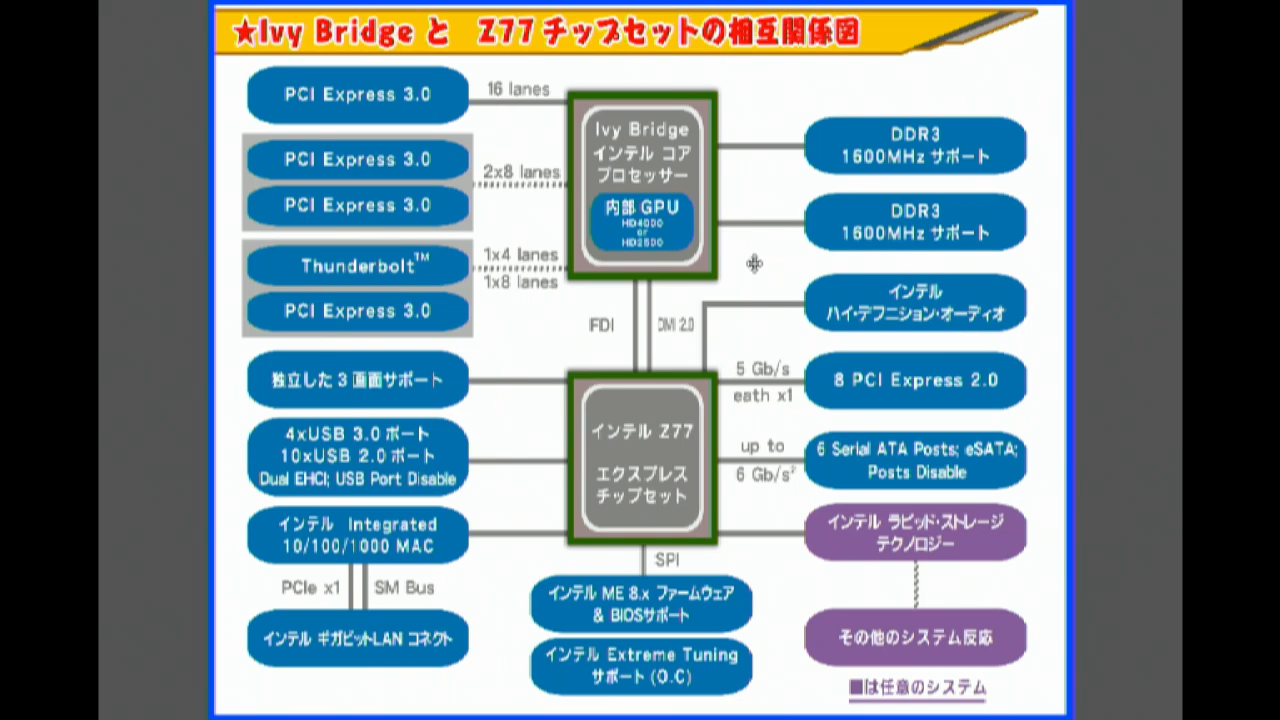 ★Ivy Bridge と Z77 チップセットの相互関係図
PCI Express 3.0
16 lanes
PCI Express 3.0
2x8 lanes
PCI Express 3.0
Thunderbolt™
1x4 lanes
1x8 lanes
PCI Express 3.0
Ivy Bridge
インテル コア
プロセッサー
内部 GPU
HD4000
or
HD2500
DDR3
1600MHz サポート
DDR3
1600MHz サポート
FDI
DMI 2.0
インテル
ハイ・デフニション・オーディオ
独立した 3 画面サポート
4xUSB 3.0 ポート
10xUSB 2.0 ポート
Dual EHCI; USB Port Disable
インテル Integrated
10/100/1000 MAC
PCIe x1
SM Bus
インテル ギガビットLAN コネクト
インテル Z77
エクスプレス
チップセット
5 Gb/s
eath x1
8 PCI Express 2.0
up to
6 Gb/s²
6 Serial ATA Posts; eSATA;
Posts Disable
インテル ラピッド・ストレージ
テクノロジー
その他のシステム反応
SPI
インテル ME 8.x ファームウェア
& BIOSサポート
インテル Extreme Tuning
サポート (O.C)
■は任意のシステム